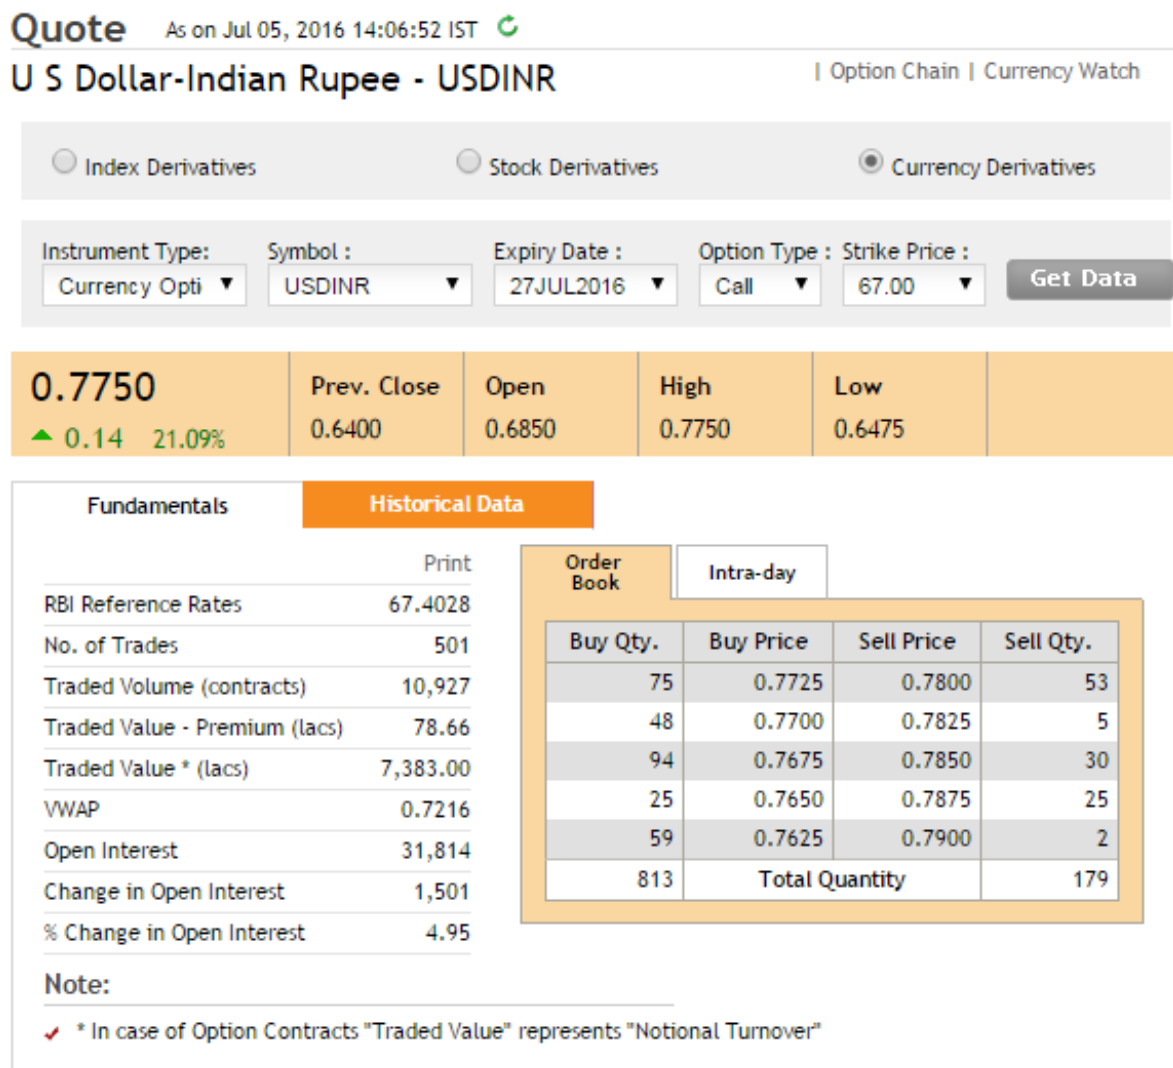 Quote As on Jul 05, 2016 14:06:52 IST
U S Dollar-Indian Rupee - USDINR | Option Chain | Currency Watch
Index Derivatives Stock Derivatives Currency Derivatives
Instrument Type: Symbol : Expiry Date : Option Type : Strike Price :
Currency Opti USDINR 27JUL2016 Call 67.00 Get Data
0.7750 Prev. Close Open High Low
0.14 21.09% 0.6400 0.6850 0.7750 0.6475
Fundamentals Historical Data
Print
RBI Reference Rates 67.4028
No. of Trades 501
Traded Volume (contracts) 10,927
Traded Value - Premium (lacs) 78.66
Traded Value * (lacs) 7,383.00
VWAP 0.7216
Open Interest 31,814
Change in Open Interest 1,501
% Change in Open Interest 4.95
Order
Book
Intra-day
Buy Qty. Buy Price Sell Price Sell Qty.
75 0.7725 0.7800 53
48 0.7700 0.7825 5
94 0.7675 0.7850 30
25 0.7650 0.7875 25
59 0.7625 0.7900 2
813 Total Quantity 179
Note:
* In case of Option Contracts "Traded Value" represents "Notional Turnover"